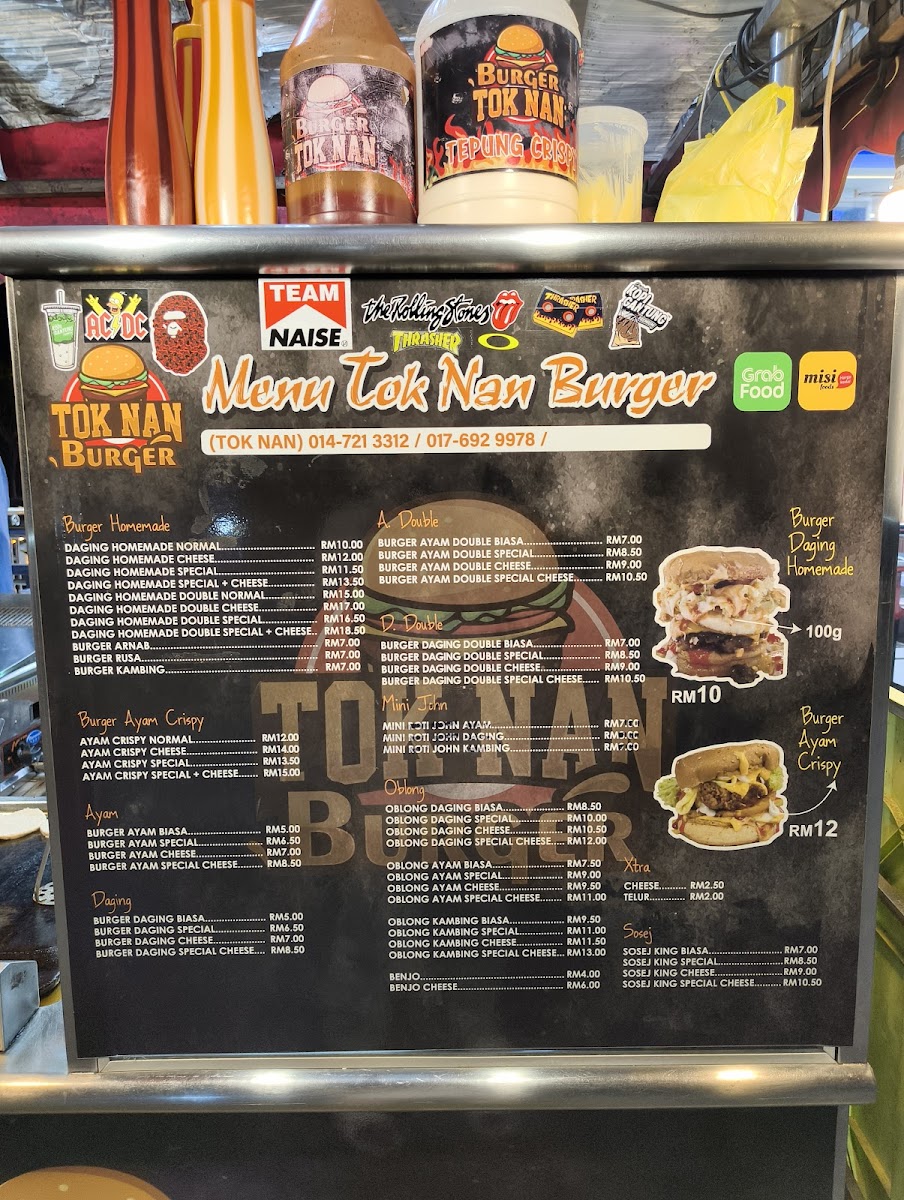 BURGER
TOK NAN
BURGER
TOK NAN
TEPUNG CRISPY
AC/DC
TEAM
NAISE
the Rolling Stones
THRASHER
THRASHER
Menu Tok Nan Burger
Grab
Food
misi
foods
TOK NAN
BURGER
(TOK NAN) 014-721 3312 / 017-692 9978 /
Burger Homemade
DAGING HOMEMADE NORMAL RM10.00
DAGING HOMEMADE CHEESE RM12.00
DAGING HOMEMADE SPECIAL RM11.50
DAGING HOMEMADE SPECIAL + CHEESE RM13.50
DAGING HOMEMADE DOUBLE NORMAL RM15.00
DAGING HOMEMADE DOUBLE CHEESE RM17.00
DAGING HOMEMADE DOUBLE SPECIAL RM16.50
DAGING HOMEMADE DOUBLE SPECIAL + CHEESE RM18.50
BURGER ARNAB RM7.00
BURGER RUSA RM7.00
BURGER KAMBING RM7.00
Burger Ayam Crispy
AYAM CRISPY NORMAL RM12.00
AYAM CRISPY CHEESE RM14.00
AYAM CRISPY SPECIAL RM13.50
AYAM CRISPY SPECIAL + CHEESE RM15.00
Ayam
BURGER AYAM BIASA RM5.00
BURGER AYAM SPECIAL RM6.50
BURGER AYAM CHEESE RM7.00
BURGER AYAM SPECIAL CHEESE RM8.50
Daging
BURGER DAGING BIASA RM5.00
BURGER DAGING SPECIAL RM6.50
BURGER DAGING CHEESE RM7.00
BURGER DAGING SPECIAL CHEESE RM8.50
A. Double
BURGER AYAM DOUBLE BIASA RM7.00
BURGER AYAM DOUBLE SPECIAL RM8.50
BURGER AYAM DOUBLE CHEESE RM9.00
BURGER AYAM DOUBLE SPECIAL CHEESE RM10.50
D. Double
BURGER DAGING DOUBLE BIASA RM7.00
BURGER DAGING DOUBLE SPECIAL RM8.50
BURGER DAGING DOUBLE CHEESE RM9.00
BURGER DAGING DOUBLE SPECIAL CHEESE RM10.50
Mini John
MINI ROTI JOHN AYAM RM7.00
MINI ROTI JOHN DAGING
MINI ROTI JOHN KAMBING
Oblong
OBLONG DAGING BIASA RM8.50
OBLONG DAGING SPECIAL RM10.00
OBLONG DAGING CHEESE RM10.50
OBLONG DAGING SPECIAL CHEESE RM12.00
OBLONG AYAM BIASA RM7.50
OBLONG AYAM SPECIAL RM9.00
OBLONG AYAM CHEESE RM9.50
OBLONG AYAM SPECIAL CHEESE RM11.00
OBLONG KAMBING BIASA RM9.50
OBLONG KAMBING SPECIAL RM11.00
OBLONG KAMBING CHEESE RM11.50
OBLONG KAMBING SPECIAL CHEESE RM13.00
BENJO RM4.00
BENJO CHEESE RM6.00
Burger
Daging
Homemade
100g
RM10
Burger
Ayam
Crispy
RM12
Xtra
CHEESE RM2.50
TELUR RM2.00
Sosej
SOSEJ KING BIASA RM7.00
SOSEJ KING SPECIAL RM8.50
SOSEJ KING CHEESE RM9.00
SOSEJ KING SPECIAL CHEESE RM10.50
TOK NAN
BURGER